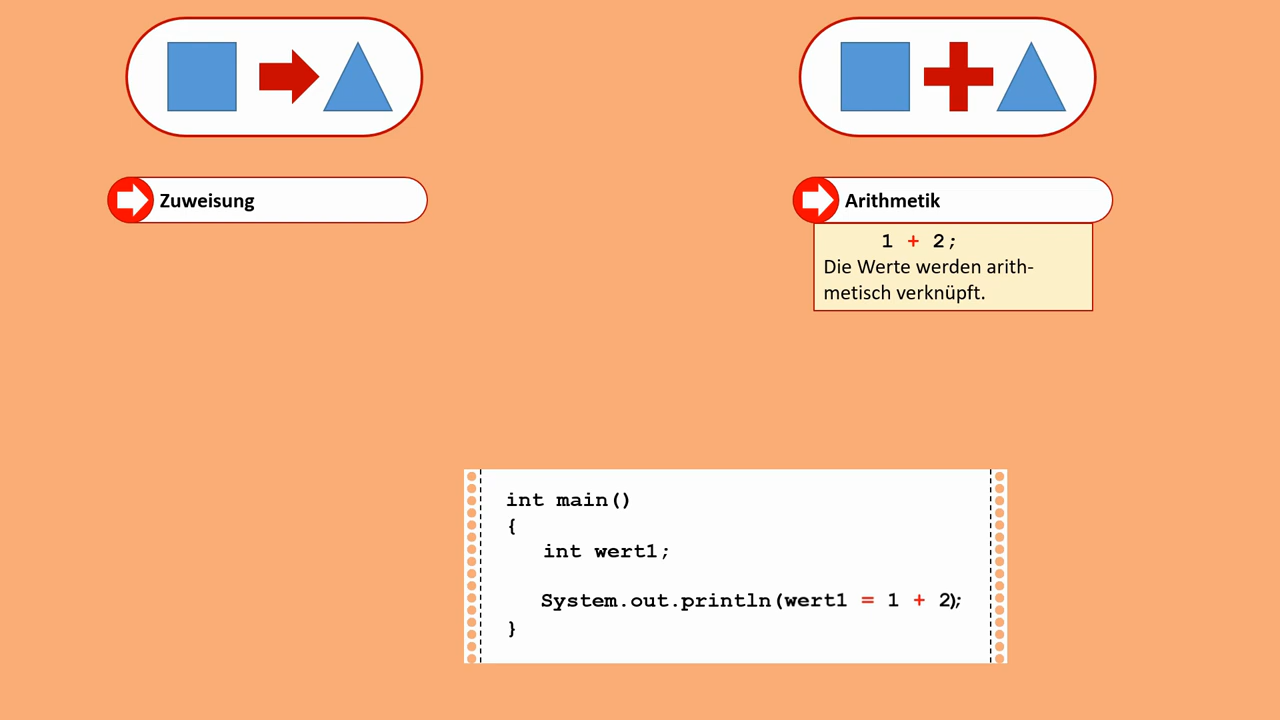 Zuweisung
Arithmetik
1 + 2;
Die Werte werden arith-
metisch verknüpft.
int main()
{
int wert1;
System.out.println(wert1 = 1 + 2);
}